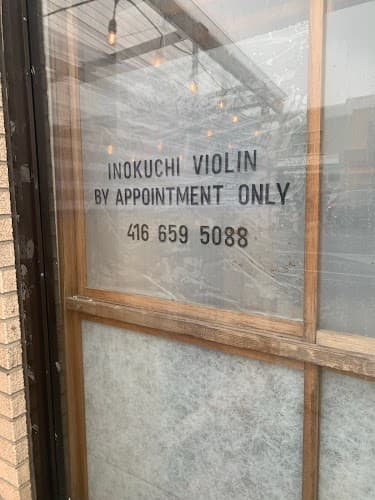 INOKUCHI VIOLIN
BY APPOINTMENT ONLY
416 659 5088